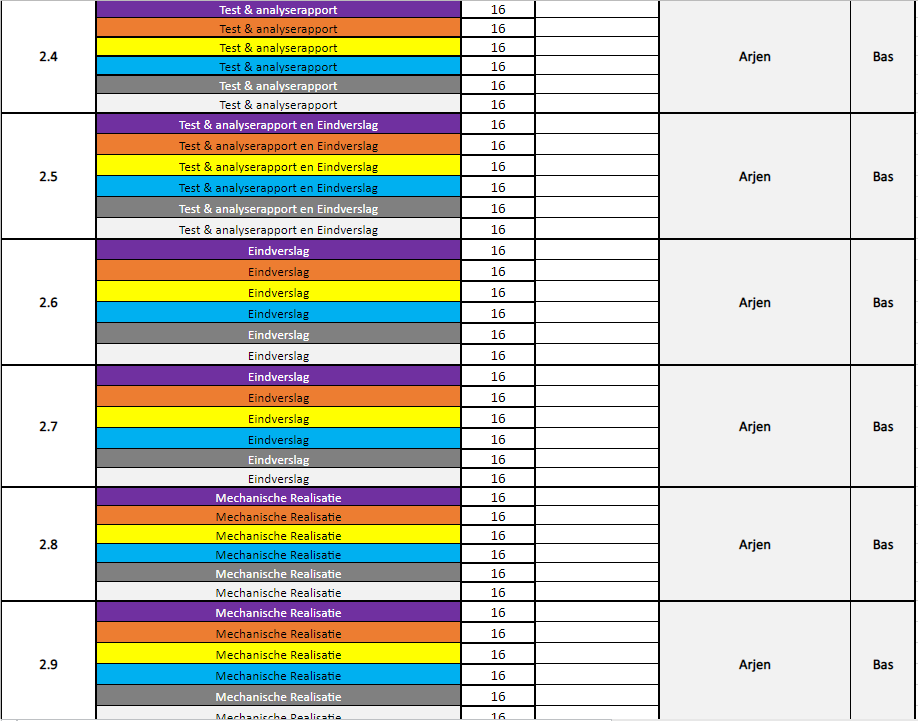 Test & analyserapport 16
Test & analyserapport 16
Test & analyserapport 16
2.4 Test & analyserapport 16 Arjen Bas
Test & analyserapport 16
Test & analyserapport 16
Test & analyserapport en Eindverslag 16
Test & analyserapport en Eindverslag 16
Test & analyserapport en Eindverslag 16
2.5 Test & analyserapport en Eindverslag 16 Arjen Bas
Test & analyserapport en Eindverslag 16
Test & analyserapport en Eindverslag 16
Eindverslag 16
Eindverslag 16
Eindverslag 16
2.6 Eindverslag 16 Arjen Bas
Eindverslag 16
Eindverslag 16
Eindverslag 16
Eindverslag 16
Eindverslag 16
2.7 Eindverslag 16 Arjen Bas
Eindverslag 16
Eindverslag 16
Mechanische Realisatie 16
Mechanische Realisatie 16
Mechanische Realisatie 16
2.8 Mechanische Realisatie 16 Arjen Bas
Mechanische Realisatie 16
Mechanische Realisatie 16
Mechanische Realisatie 16
Mechanische Realisatie 16
Mechanische Realisatie 16
2.9 Mechanische Realisatie 16 Arjen Bas
Mechanische Realisatie 16
Mechanische Realisatie 16